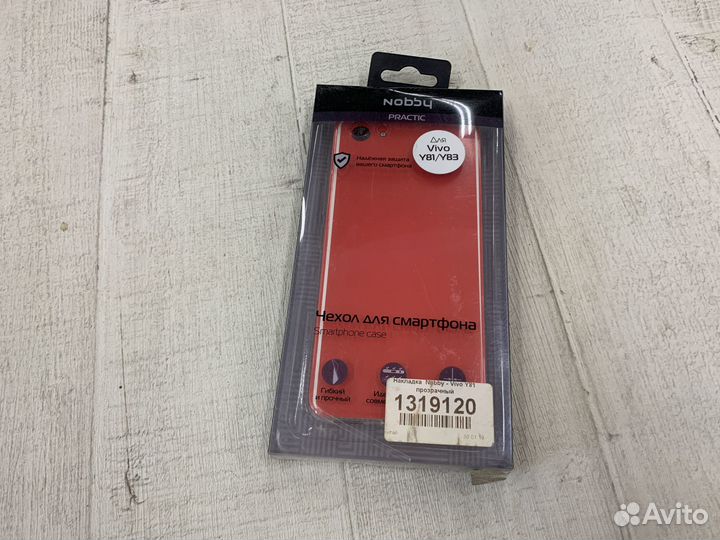 Nobby
PRACTIC
Для
Vivo
Y81/Y83
Надёжная защита
вашего смартфона
Чехол для смартфона
Smartphone case
Гибкий
и прочный
Накладка Nobby - Vivo Y81
прозрачный
1319120
Avito